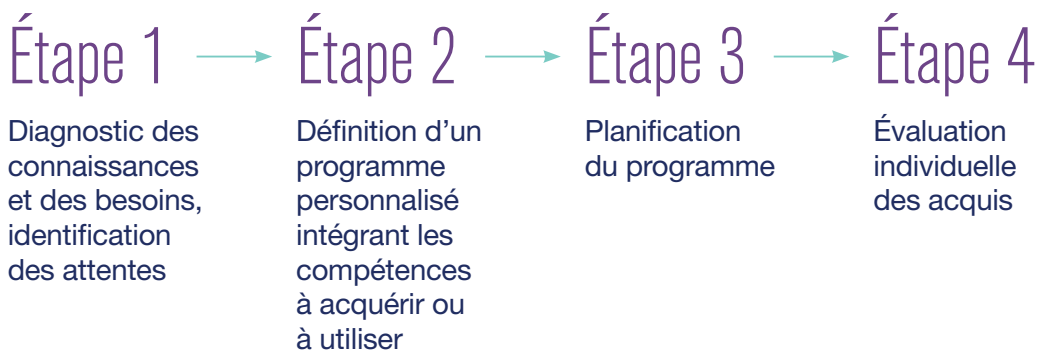 Étape 1
Diagnostic des
connaissances
et des besoins,
identification
des attentes
Étape 2
Définition d’un
programme
personnalisé
intégrant les
compétences
à acquérir ou
à utiliser
Étape 3
Planification
du programme
Étape 4
Évaluation
individuelle
des acquis